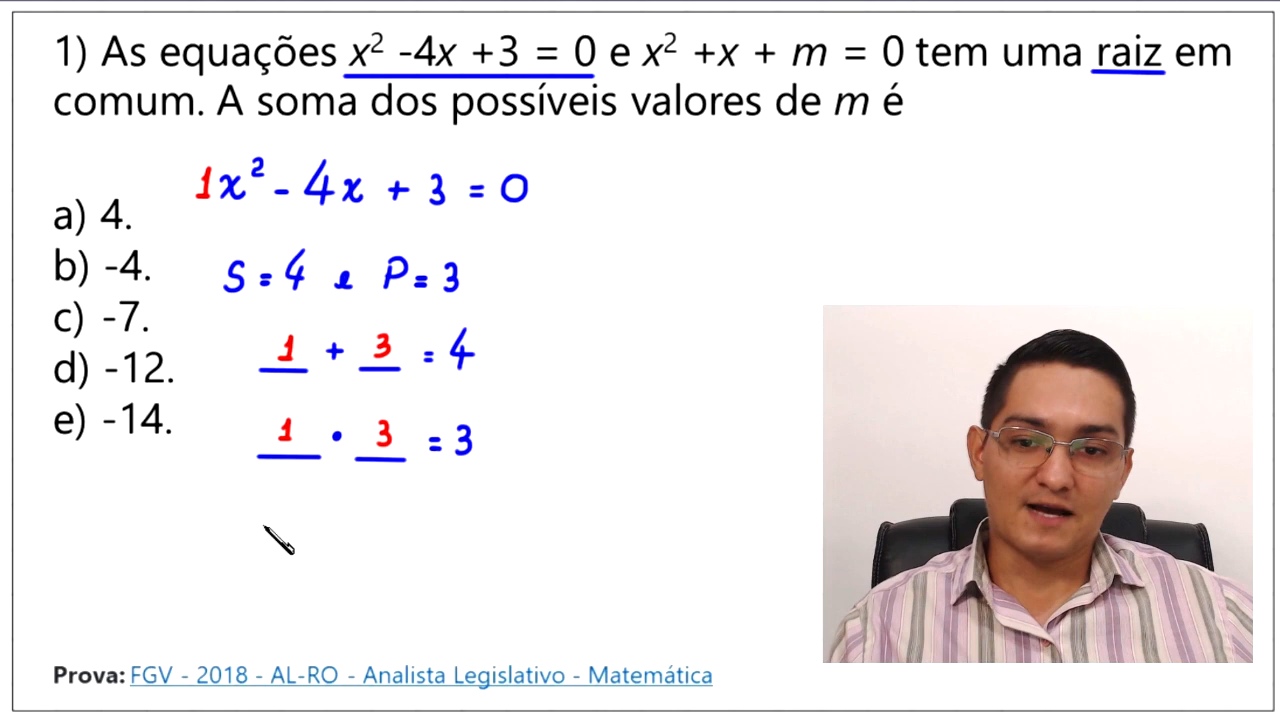 1) As equações x² -4x +3 = 0 e x² +x + m = 0 tem uma raiz em
comum. A soma dos possíveis valores de m é
1x² - 4x + 3 = 0
a) 4.
b) -4.
S = 4 e P = 3
c) -7.
1 + 3 = 4
d) -12.
e) -14.
1 • 3 = 3
Prova: FGV - 2018 - AL-RO - Analista Legislativo - Matemática